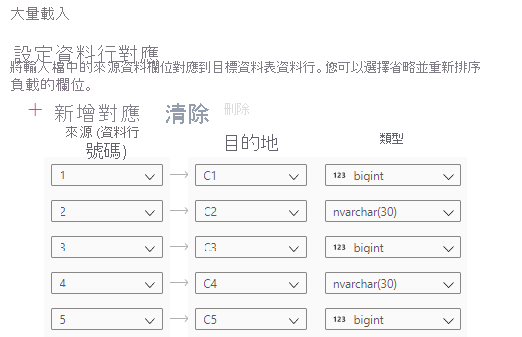 大量載入
設定資料行對應
將輸入檔中的來源資料欄位對應到目標資料表資料行。您可以選擇省略並重新排序
負載的欄位。
+ 新增對應 清除 刪除
來源 (資料行
號碼) 目的地 類型
1 → C1 123 bigint
2 → C2 nvarchar(30)
3 → C3 123 bigint
4 → C4 nvarchar(30)
5 → C5 123 bigint